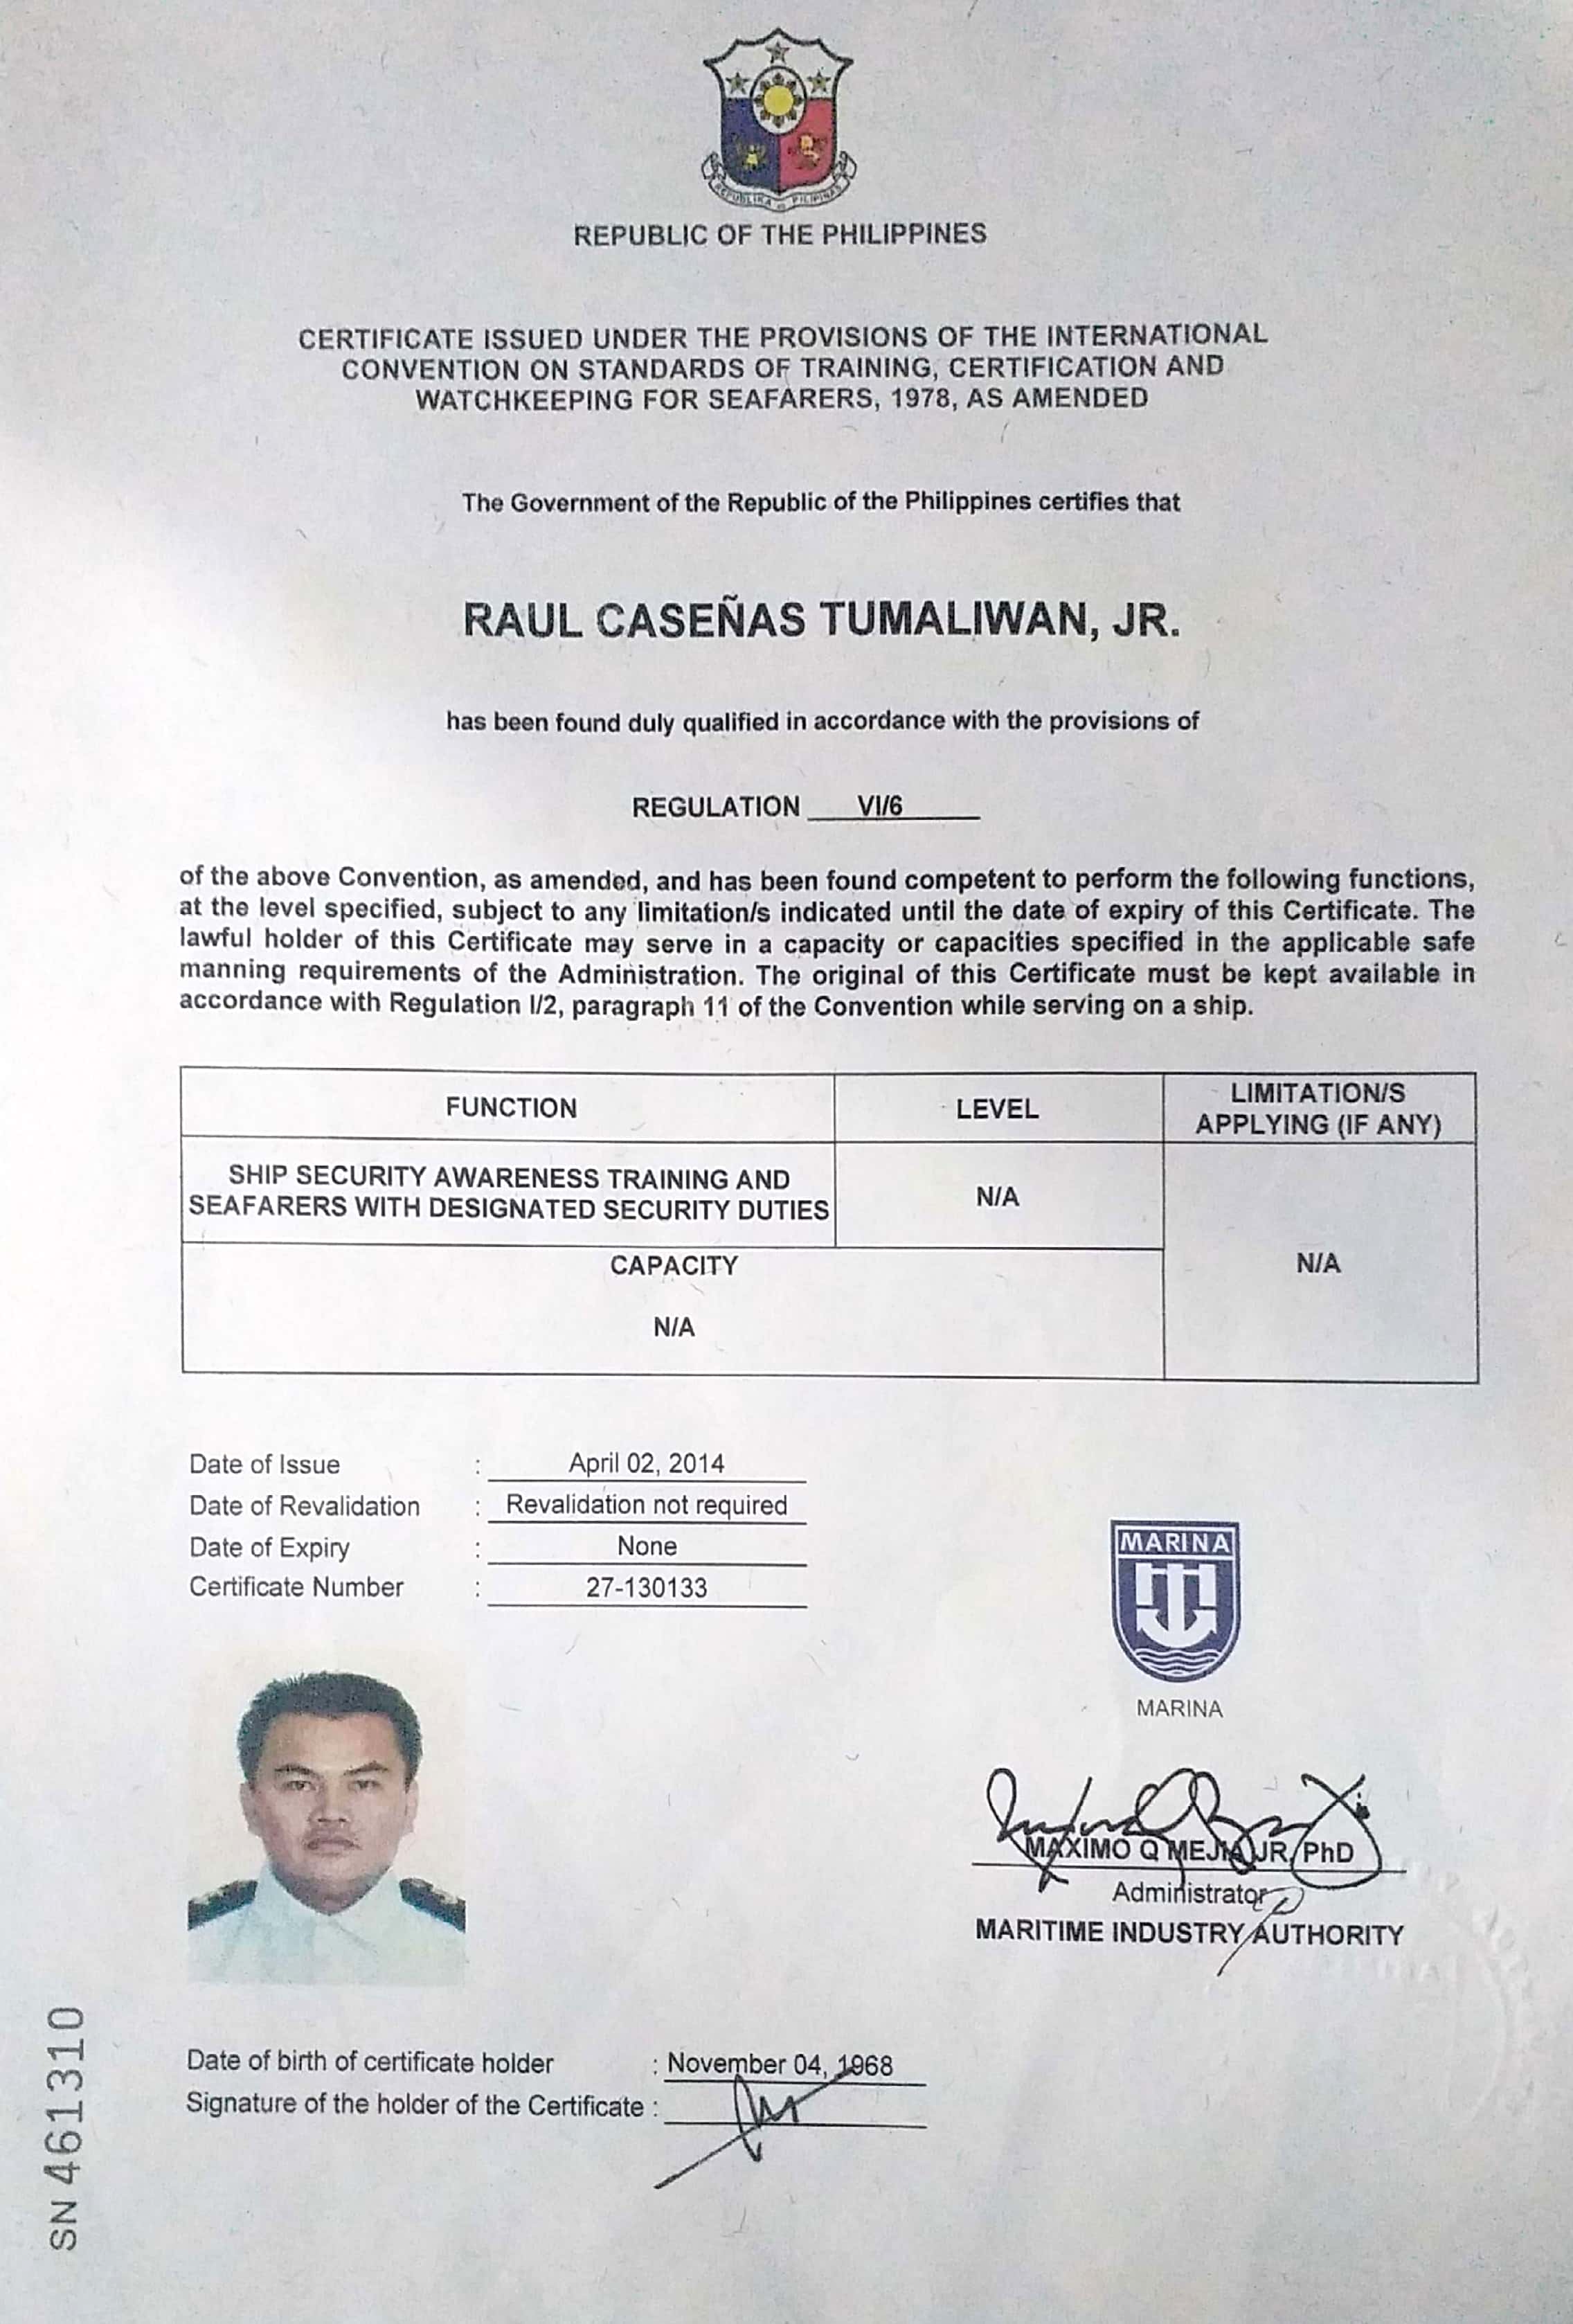 REPUBLIKA NG PILIPINAS
REPUBLIC OF THE PHILIPPINES
CERTIFICATE ISSUED UNDER THE PROVISIONS OF THE INTERNATIONAL
CONVENTION ON STANDARDS OF TRAINING, CERTIFICATION AND
WATCHKEEPING FOR SEAFARERS, 1978, AS AMENDED
The Government of the Republic of the Philippines certifies that
RAUL CASEÑAS TUMALIWAN, JR.
has been found duly qualified in accordance with the provisions of
REGULATION VI/6
of the above Convention, as amended, and has been found competent to perform the following functions,
at the level specified, subject to any limitation/s indicated until the date of expiry of this Certificate. The
lawful holder of this Certificate may serve in a capacity or capacities specified in the applicable safe
manning requirements of the Administration. The original of this Certificate must be kept available in
accordance with Regulation I/2, paragraph 11 of the Convention while serving on a ship.
FUNCTION LEVEL LIMITATION/S
APPLYING (IF ANY)
SHIP SECURITY AWARENESS TRAINING AND
SEAFARERS WITH DESIGNATED SECURITY DUTIES
N/A
CAPACITY
N/A
N/A
Date of Issue : April 02, 2014
Date of Revalidation : Revalidation not required
Date of Expiry : None
Certificate Number : 27-130133
MARINA
MARINA
MAXIMO Q MEJIA JR, PhD
Administrator
MARITIME INDUSTRY AUTHORITY
Date of birth of certificate holder : November 04, 1968
Signature of the holder of the Certificate :
SN 461310